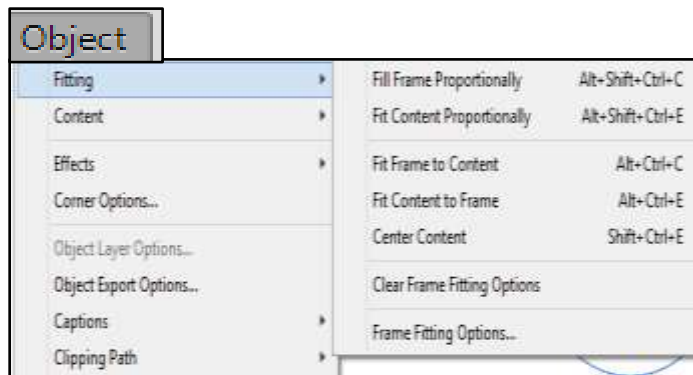 Object
Fitting
Content
Effects
Corner Options...
Object Layer Options...
Object Export Options...
Captions
Clipping Path
Fill Frame Proportionally Alt+Shift+Ctrl+C
Fit Content Proportionally Alt+Shift+Ctrl+E
Fit Frame to Content Alt+Ctrl+C
Fit Content to Frame Alt+Ctrl+E
Center Content Shift+Ctrl+E
Clear Frame Fitting Options
Frame Fitting Options...